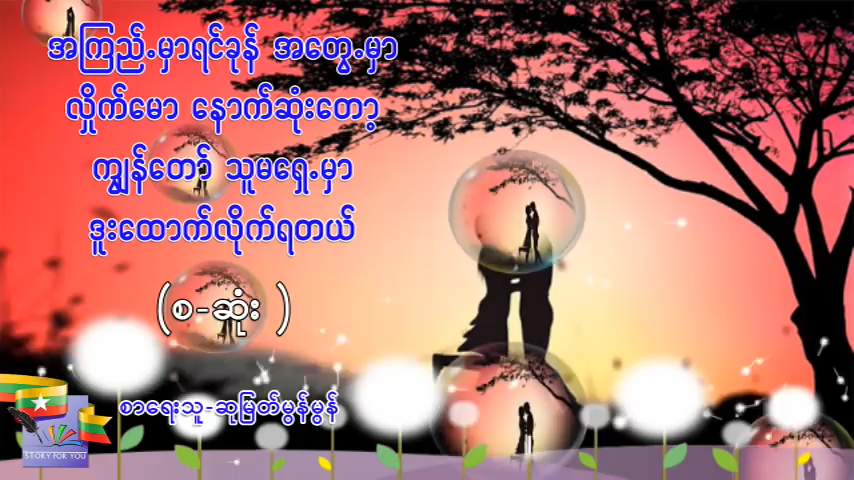 အကြည့်မှာရင်ခုန် အတွေ့မှာ
လှိုက်မော နောက်ဆုံးတော့
ကျွန်တော် သူမရှေ့မှာ
ဒူးထောက်လိုက်ရတယ်
(စ-ဆုံး )
စာရေးသူ-ဆုမြတ်မွန်မွန်
STORY FOR YOU